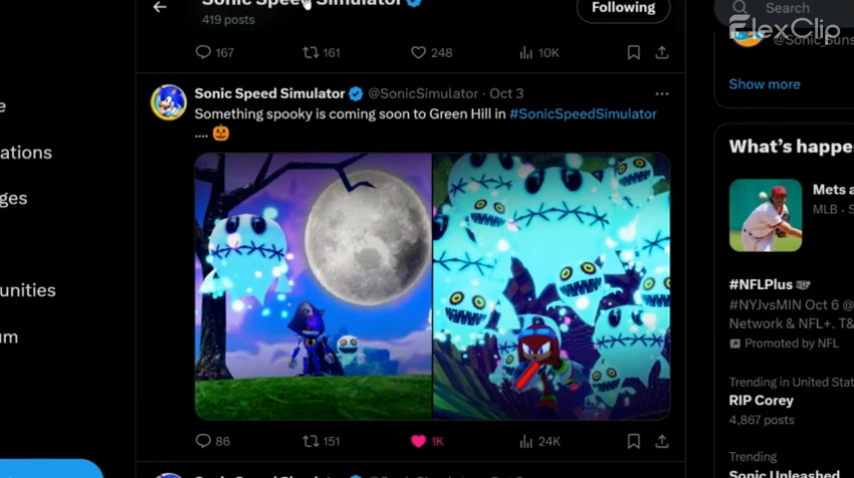 Sonic Speed Simulator
419 posts
Following
Search
FlexClip
167
161
248
10K
@Sonic_Suns
Show more
Sonic Speed Simulator @SonicSimulator · Oct 3
Something spooky is coming soon to Green Hill in #SonicSpeedSimulator
.... 🎃
86
151
1K
24K
e
ations
ges
unities
um
What's happe
Mets a
MLB · S
#NFLPlus
#NYJvsMIN Oct 6 @
Network & NFL+. T&
Promoted by NFL
Trending in United Sta
RIP Corey
4,867 posts
Trending
Sonic Unleashed